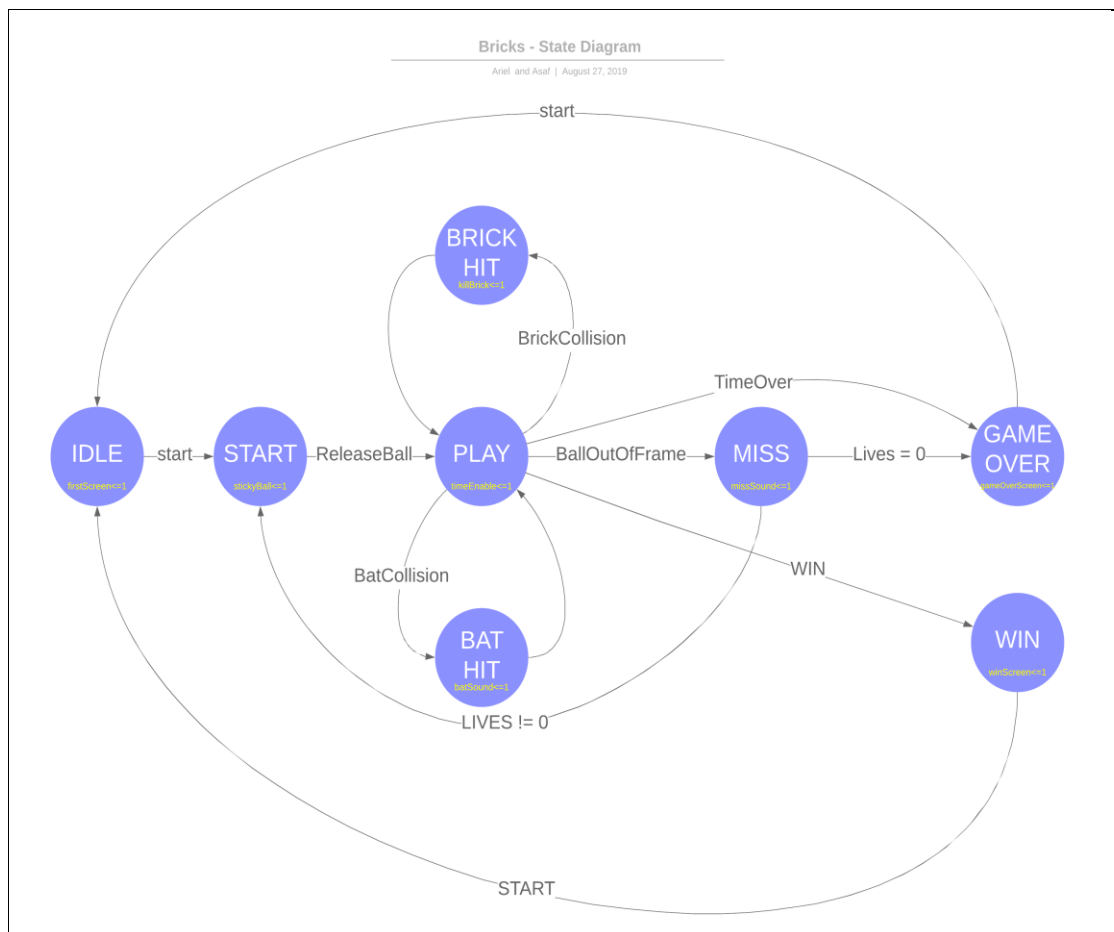 Bricks - State Diagram
Ariel and Asaf | August 27, 2019
start
BRICK
HIT
killBrick<=1
BrickCollision
TimeOver
IDLE
firstScreen<=1
start
START
stickyBall<=1
ReleaseBall
PLAY
timeEnable<=1
BallOutOfFrame
MISS
missSound<=1
Lives = 0
GAME
OVER
gameOverScreen<=1
BatCollision
WIN
BAT
HIT
batSound<=1
WIN
winScreen<=1
LIVES != 0
START